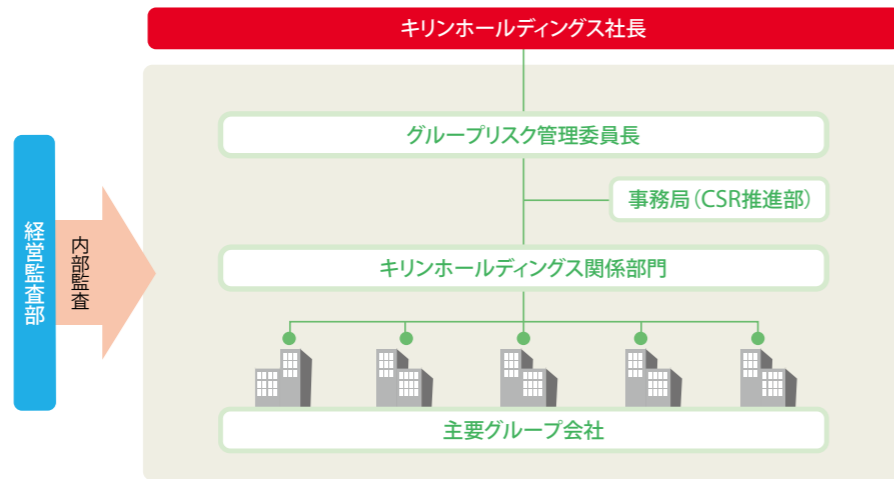 キリンホールディングス社長
グループリスク管理委員長
事務局（CSR推進部）
キリンホールディングス関係部門
主要グループ会社
経営監査部
内部監査